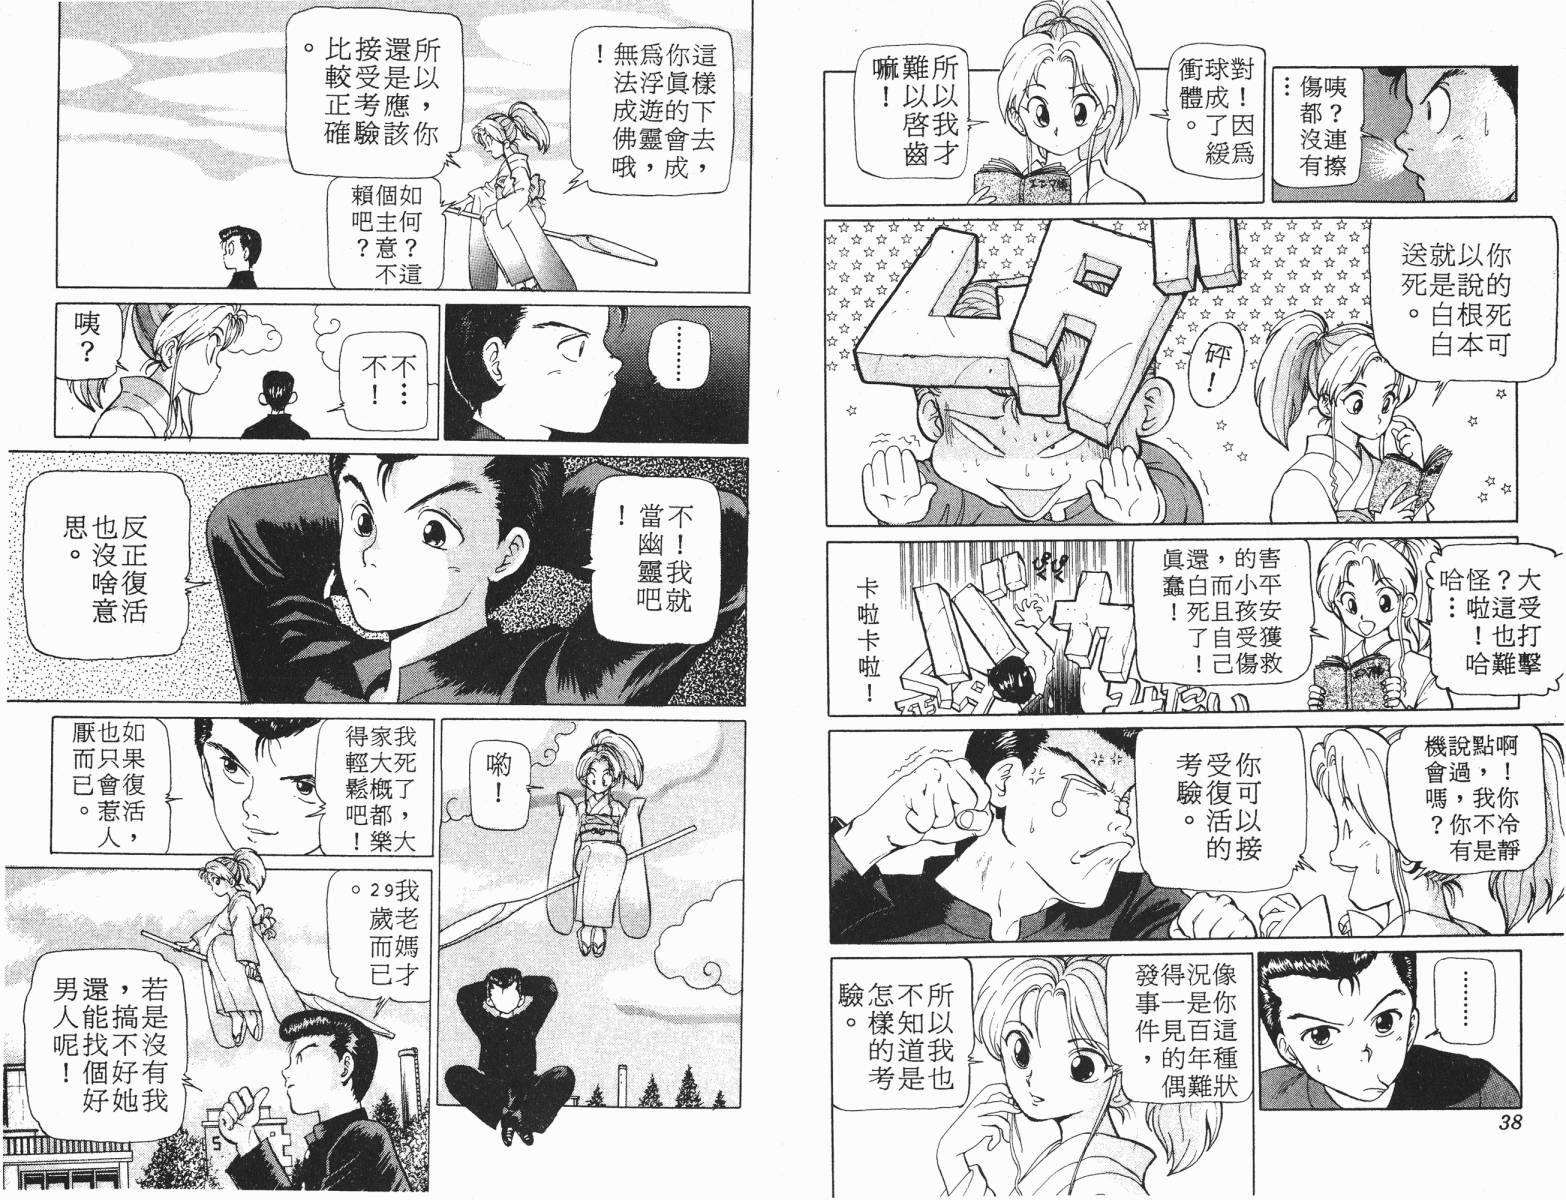 咦？連擦
傷都沒有
…
對！因爲
球成了緩
衝體。
所以我才
難以啓齒
嘛！
你的死可
以說根本
就是白白
送死。
砰！
大受打擊
？這也難
怪啦！哈
哈…
害平安獲救
的小孩受傷
，而且自己
還白死了！
眞蠢！
卡啦卡啦！
啊！你冷靜
點，我不是
說過，你有
機會嗎？
你可以接
受復活的
考驗。
………
像你這種狀
況是百年難
得一見的偶
發事件，
所以我也
不知道是
怎樣的考
驗。
38
這樣下去，
你眞的會成
爲浮遊靈，
無法成佛哦
！
所以，你
還是應該
接受考驗
比較正確
。
如何？這
個主意不
賴吧？
………
不…
不！
咦？
不！我就
當幽靈吧
！
反正復活
也沒啥意
思。
喲！
我死了，大
家大概都樂
得輕鬆吧！
如果復活，
也只會惹人
厭而已。
我老媽才
29歲而已
。
若是沒有我
，搞不好她
還能找個好
男人呢！
5